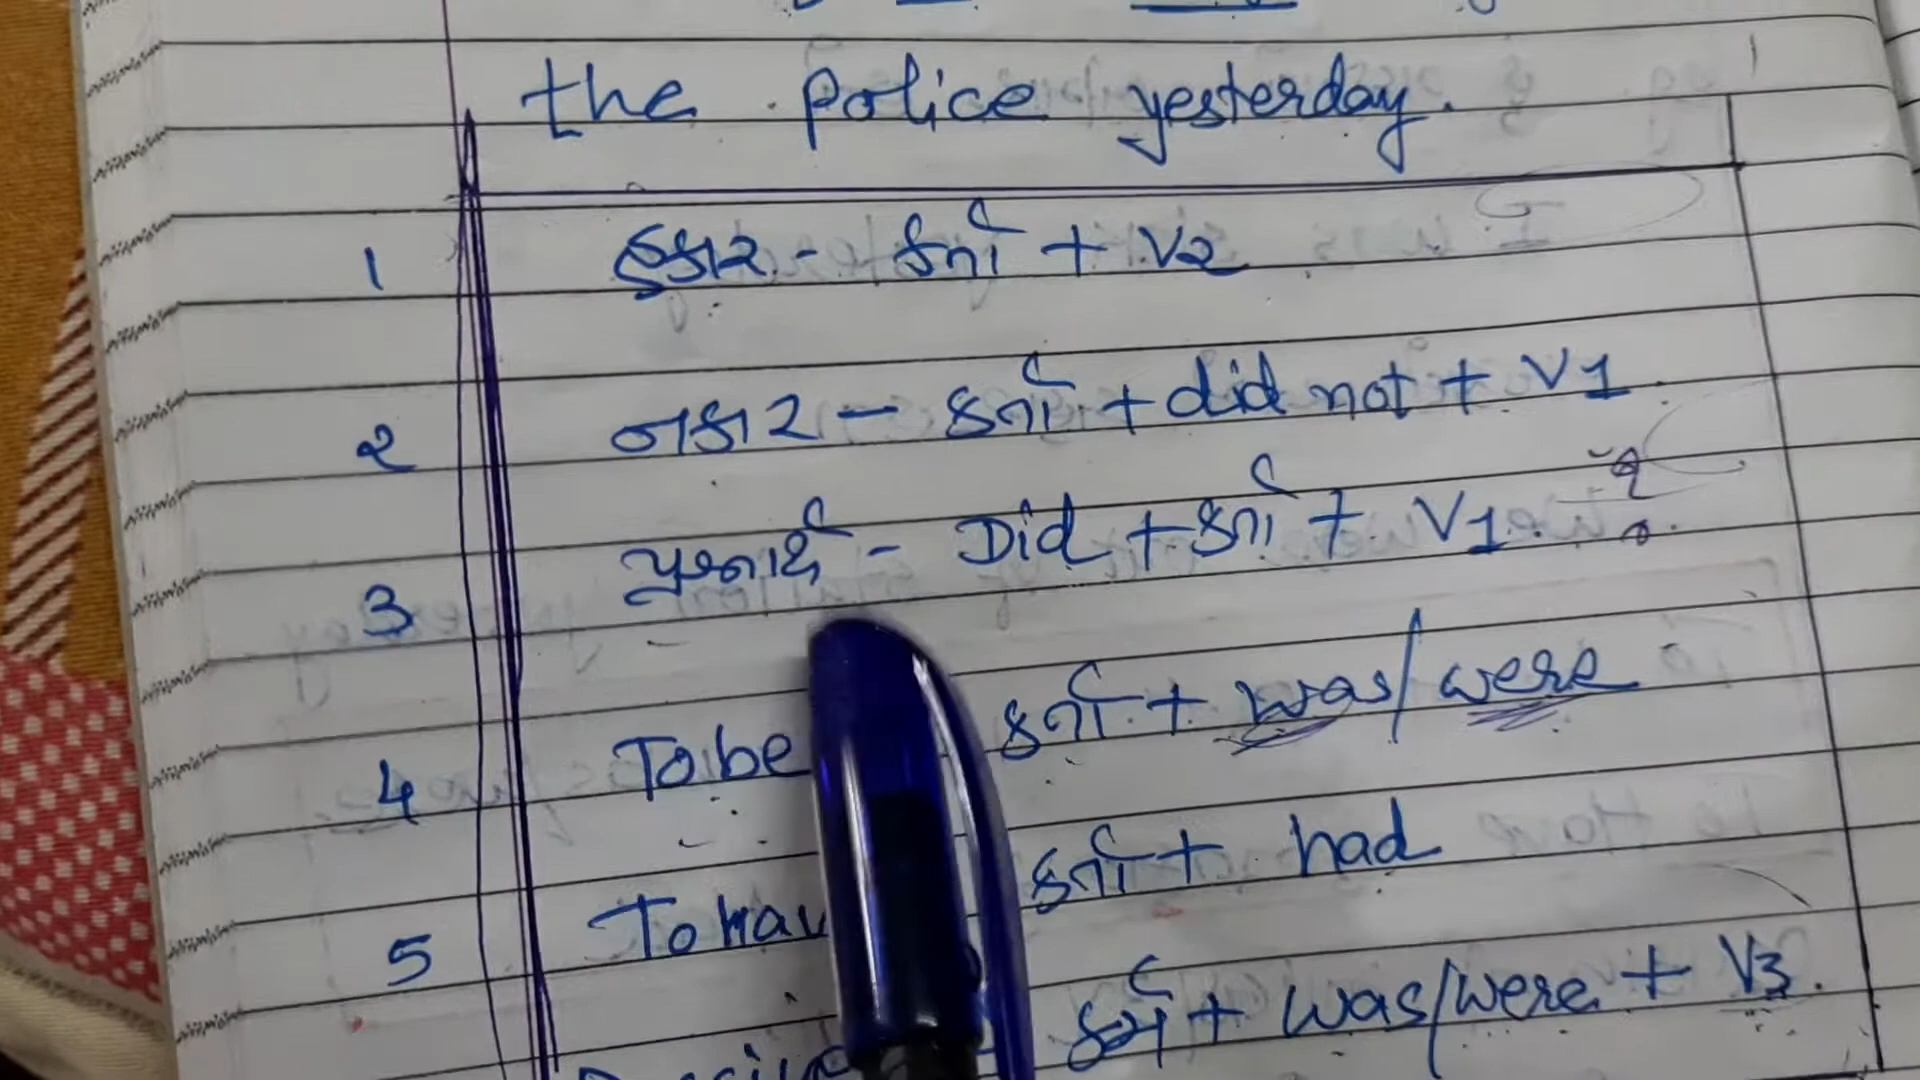 the police yesterday.
1 હકાર - કર્તા + V2
2 નકાર - કર્તા + did not + V1.
3 પ્રશ્નાર્થ - Did + કર્તા + V1. ?
4 To be કર્તા + was/were
5 To hav કર્તા + had
કર્મ + was/were + V3.